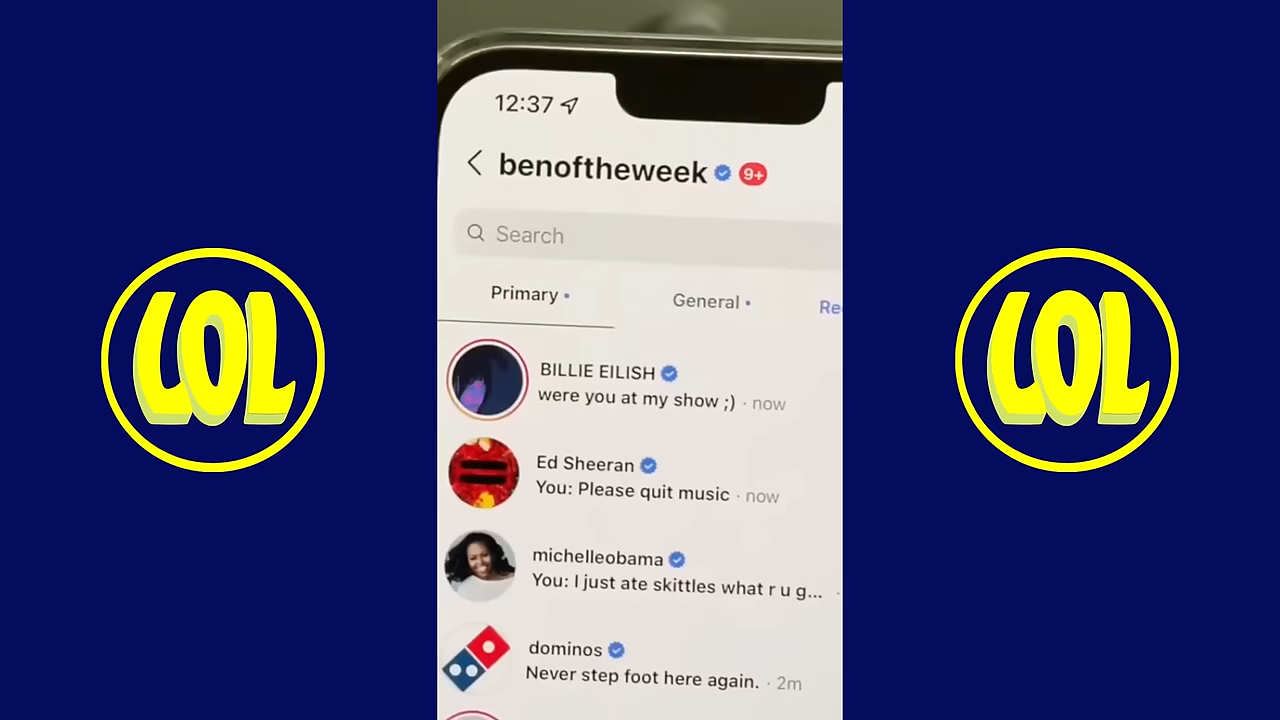 12:37
benoftheweek 9+
Search
Primary
General
BILLIE EILISH
were you at my show ;) · now
Ed Sheeran
You: Please quit music · now
michelleobama
You: I just ate skittles what r u g...
dominos
Never step foot here again. · 2m
LOL
LOL